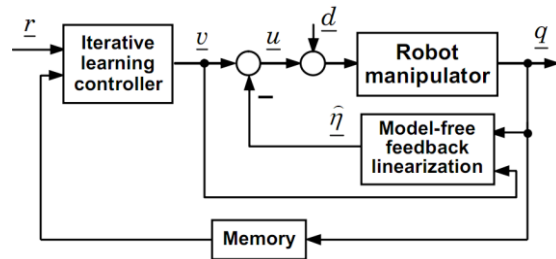 r
Iterative
learning
controller
v
u
d
Robot
manipulator
q
−
η̂
Model-free
feedback
linearization
Memory